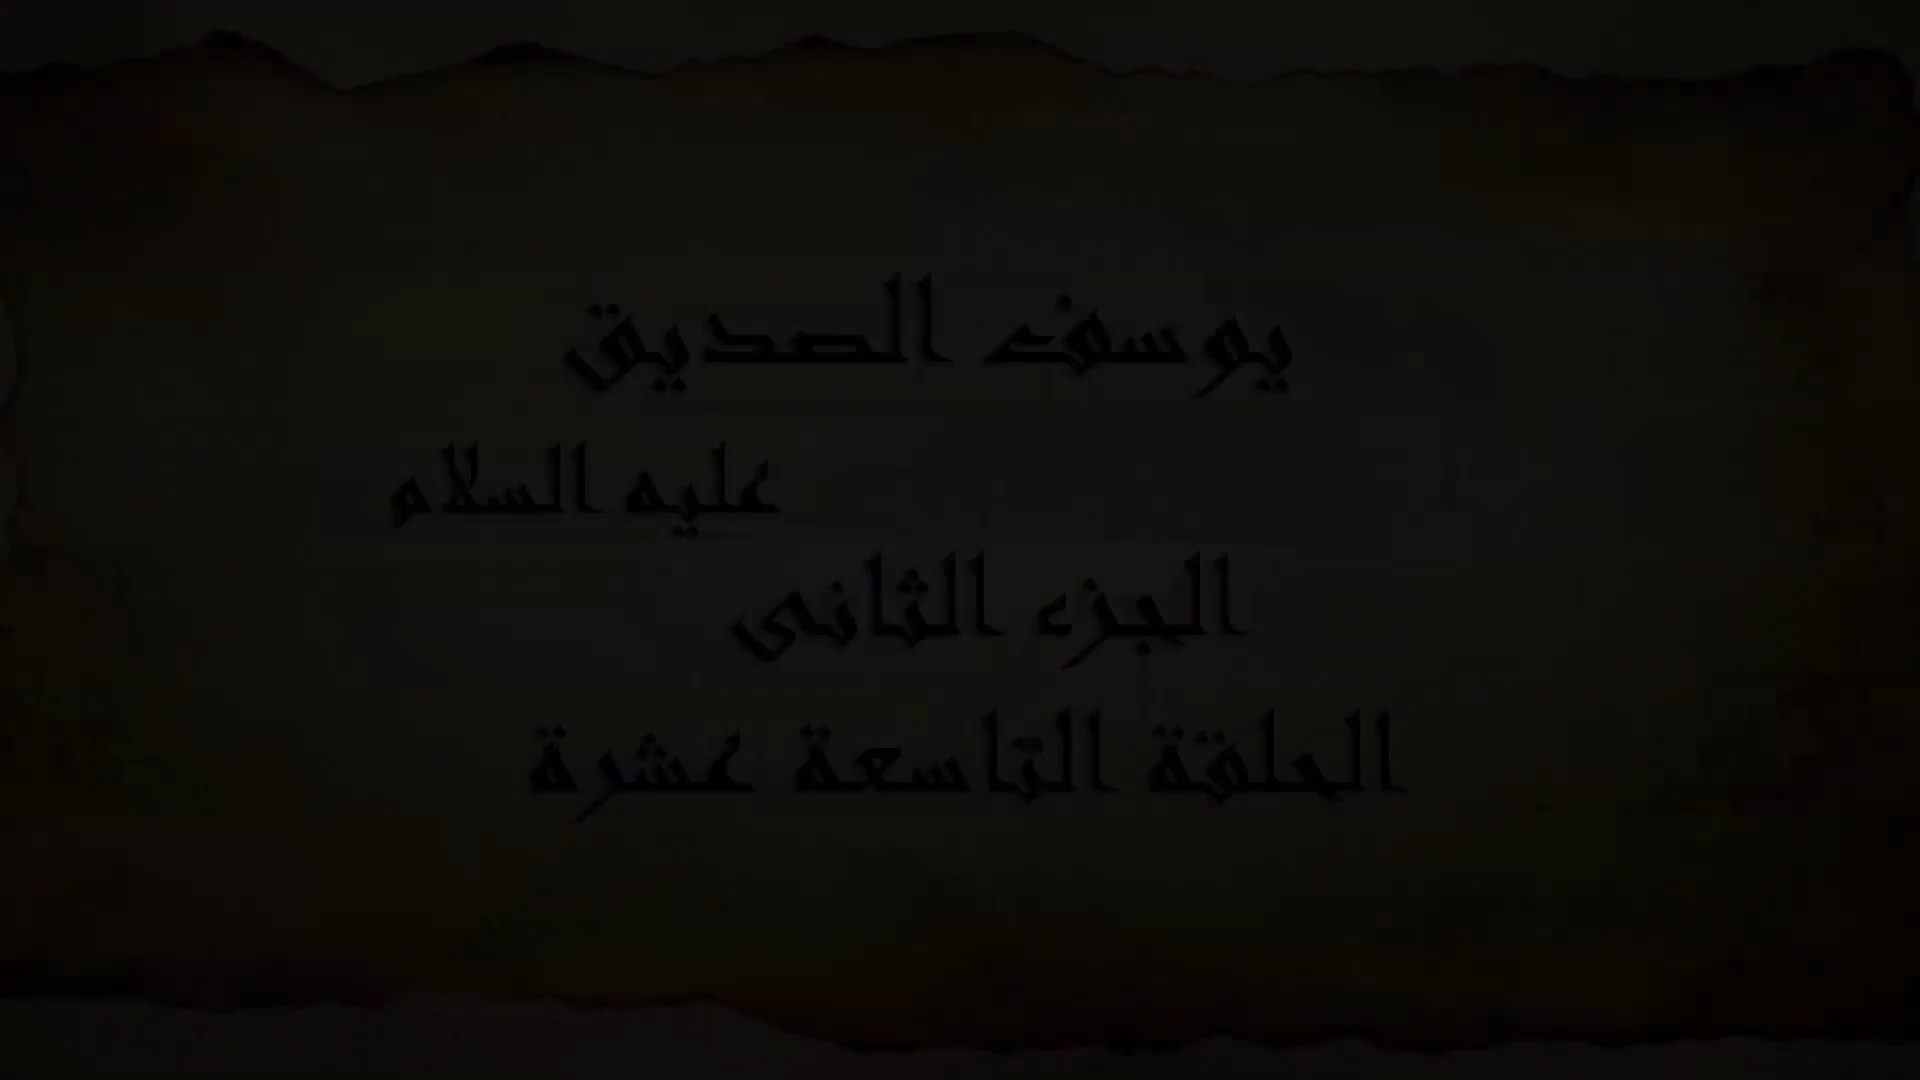 يوسف الصديق
عليه السلام
الجزء الثانى
الحلقة التاسعة عشرة